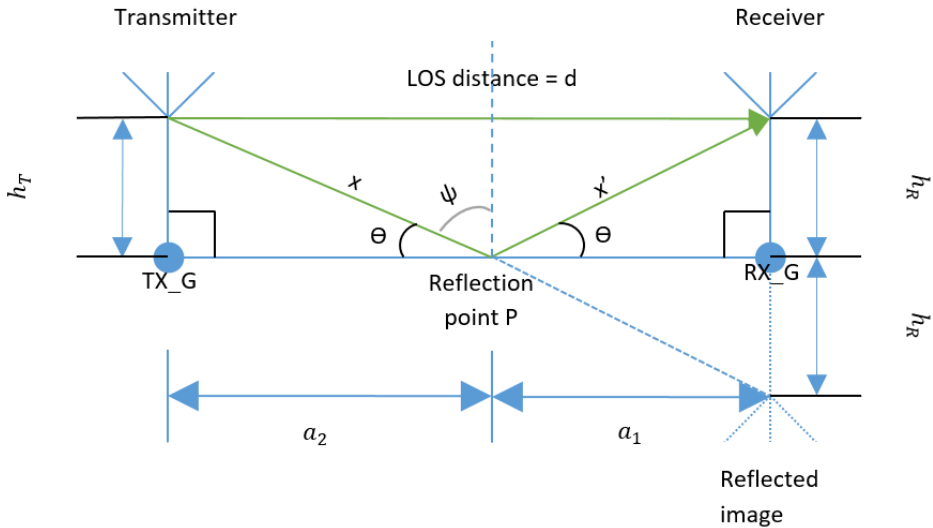 Transmitter
Receiver
LOS distance = d
h_T
x
ψ
x'
h_R
Ө
Ө
TX_G
Reflection
point P
RX_G
h_R
a_2
a_1
Reflected
image